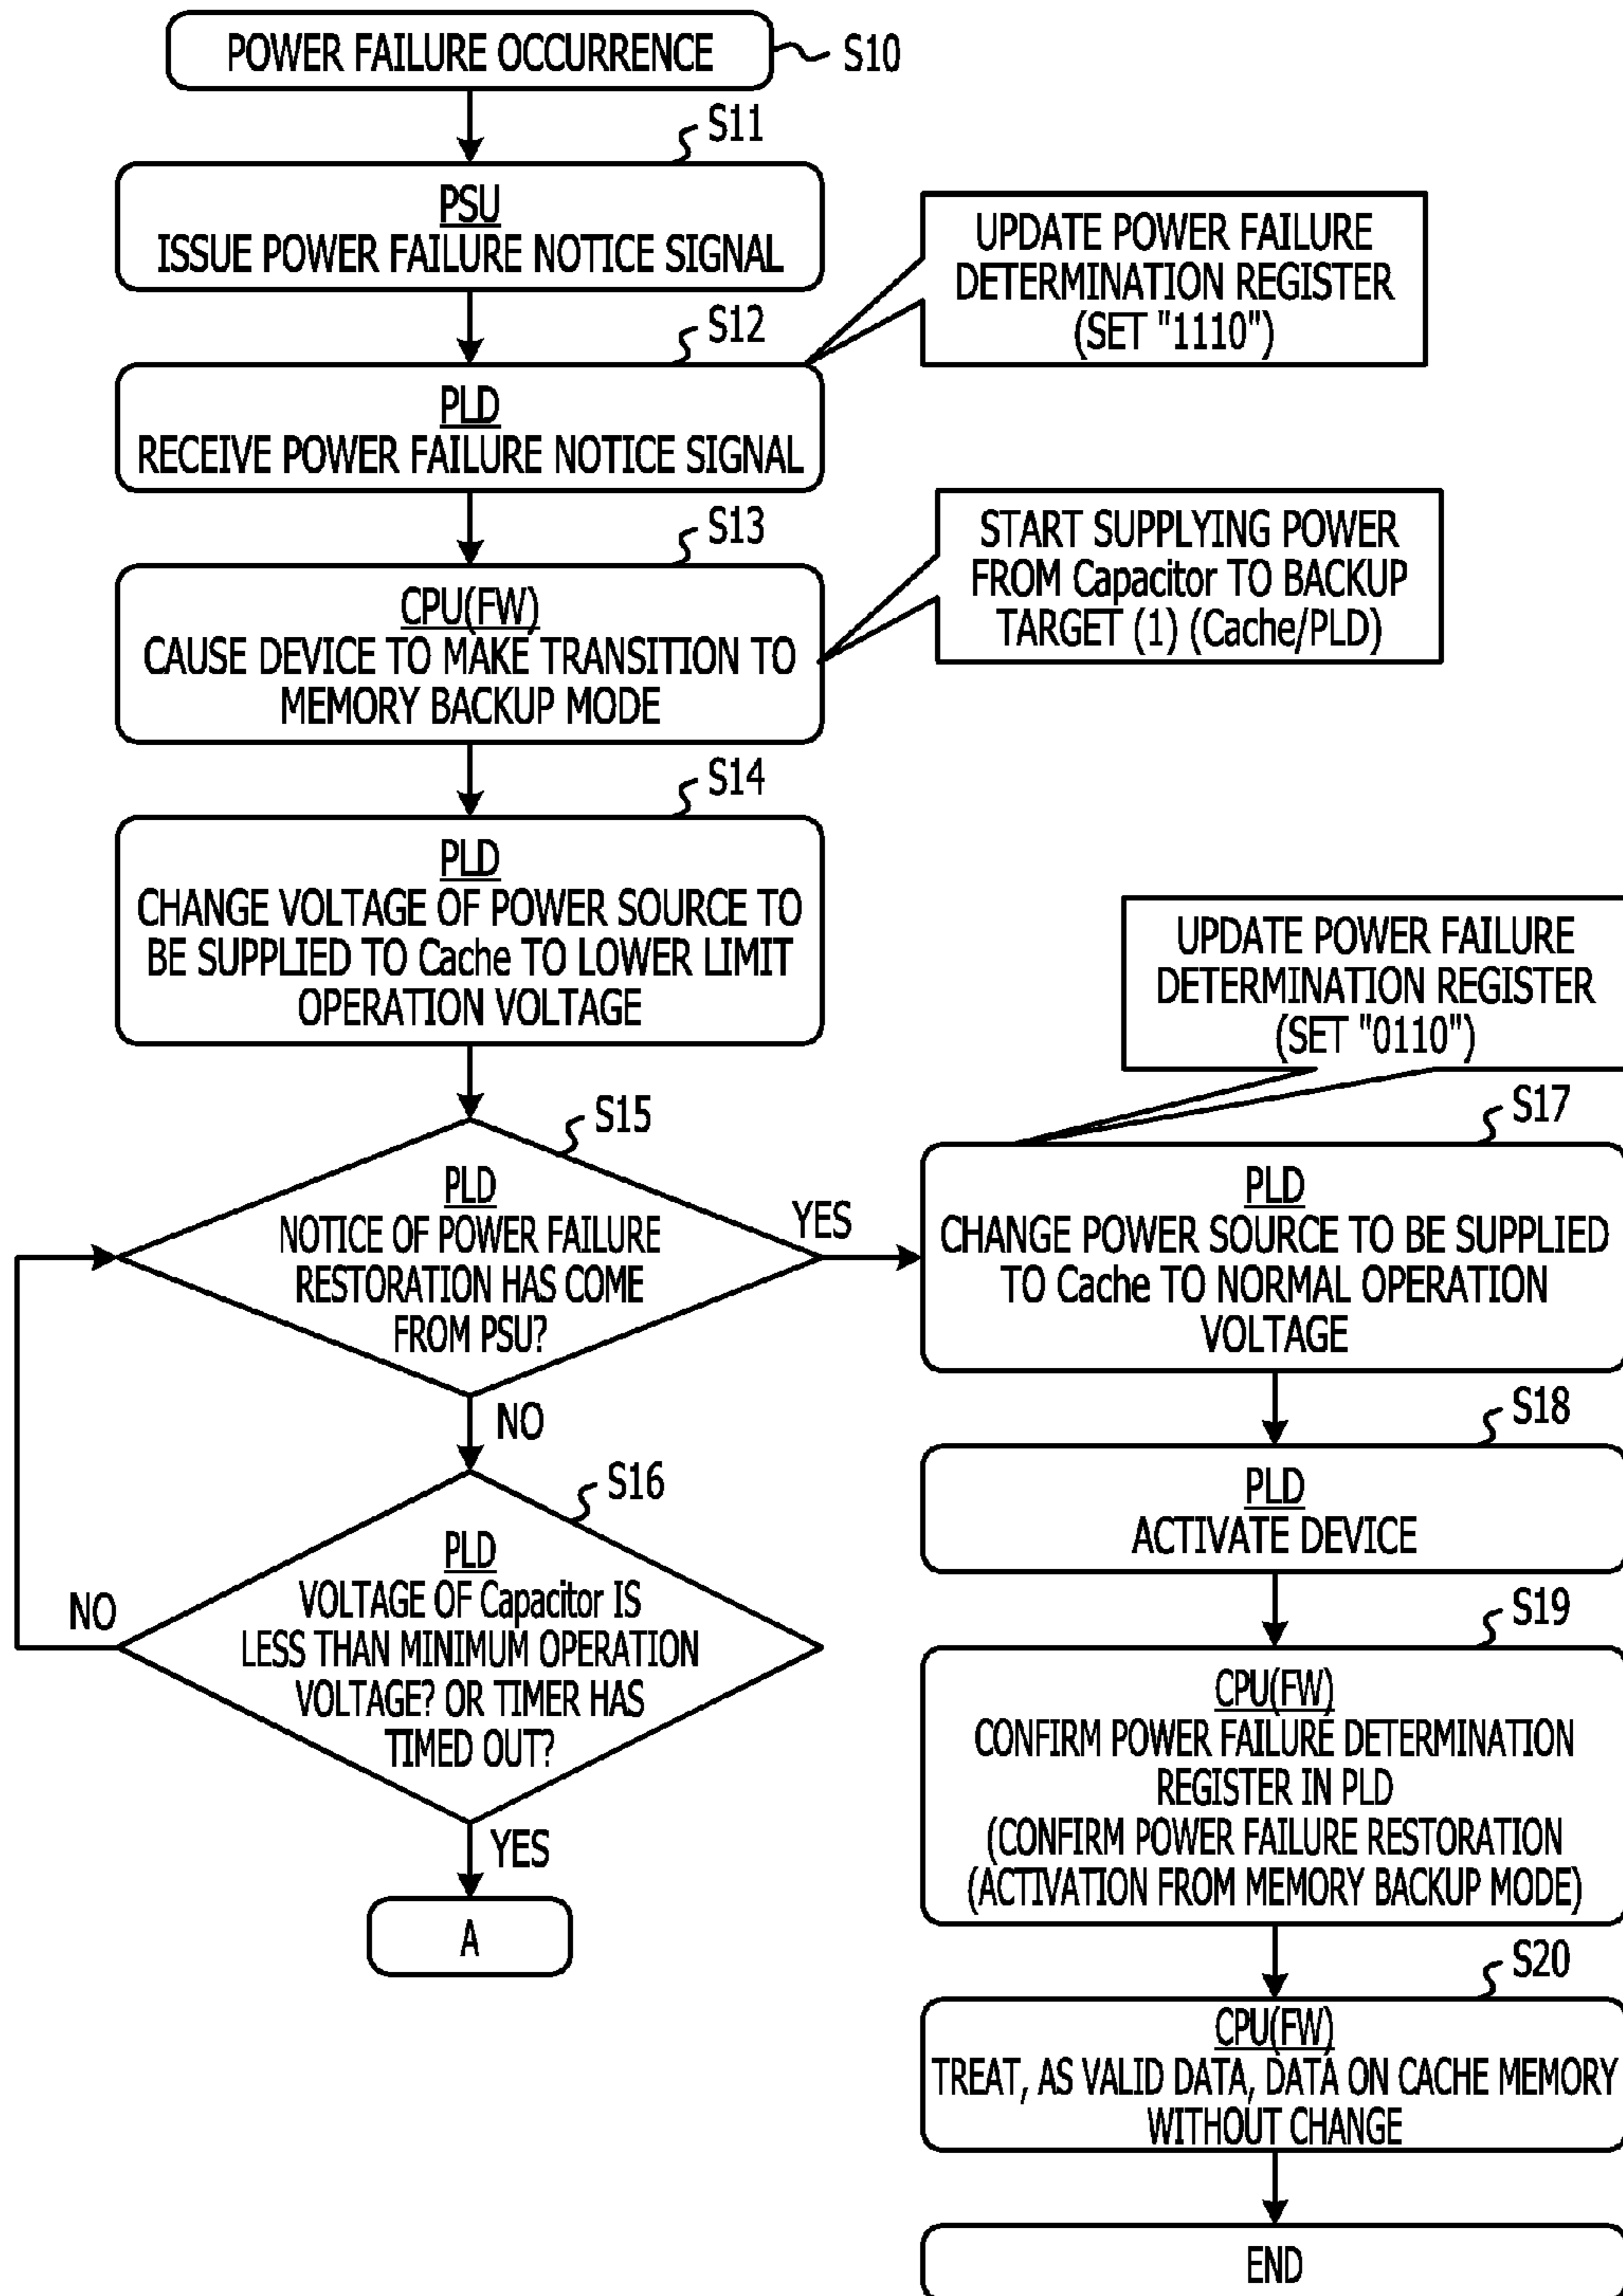 POWER FAILURE OCCURRENCE
S10
S11
PSU
ISSUE POWER FAILURE NOTICE SIGNAL
UPDATE POWER FAILURE
DETERMINATION REGISTER
(SET "1110")
S12
PLD
RECEIVE POWER FAILURE NOTICE SIGNAL
START SUPPLYING POWER
FROM Capacitor TO BACKUP
TARGET (1) (Cache/PLD)
S13
CPU(FW)
CAUSE DEVICE TO MAKE TRANSITION TO
MEMORY BACKUP MODE
S14
PLD
CHANGE VOLTAGE OF POWER SOURCE TO
BE SUPPLIED TO Cache TO LOWER LIMIT
OPERATION VOLTAGE
S15
PLD
NOTICE OF POWER FAILURE
RESTORATION HAS COME
FROM PSU?
YES
NO
S16
PLD
VOLTAGE OF Capacitor IS
LESS THAN MINIMUM OPERATION
VOLTAGE? OR TIMER HAS
TIMED OUT?
NO
YES
A
UPDATE POWER FAILURE
DETERMINATION REGISTER
(SET "0110")
S17
PLD
CHANGE POWER SOURCE TO BE SUPPLIED
TO Cache TO NORMAL OPERATION
VOLTAGE
S18
PLD
ACTIVATE DEVICE
S19
CPU(FW)
CONFIRM POWER FAILURE DETERMINATION
REGISTER IN PLD
(CONFIRM POWER FAILURE RESTORATION
(ACTIVATION FROM MEMORY BACKUP MODE)
S20
CPU(FW)
TREAT, AS VALID DATA, DATA ON CACHE MEMORY
WITHOUT CHANGE
END